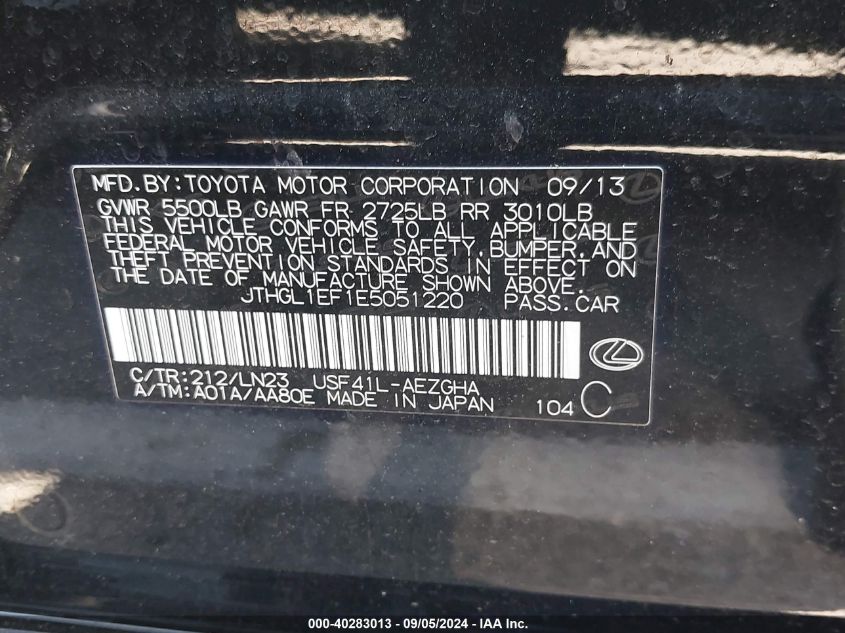 MFD.BY:TOYOTA MOTOR CORPORATION 09/13
GVWR 5500LB GAWR FR 2725LB RR 3010LB
THIS VEHICLE CONFORMS TO ALL APPLICABLE
FEDERAL MOTOR VEHICLE SAFETY,BUMPER,AND
THEFT PREVENTION STANDARDS IN EFFECT ON
THE DATE OF MANUFACTURE SHOWN ABOVE.
JTHGL1EF1E5051220 PASS.CAR
C/TR:212/LN23 USF41L-AEZGHA
A/TM:A01A/AA80E MADE IN JAPAN 104 C
000-40283013 - 09/05/2024 - IAA Inc.